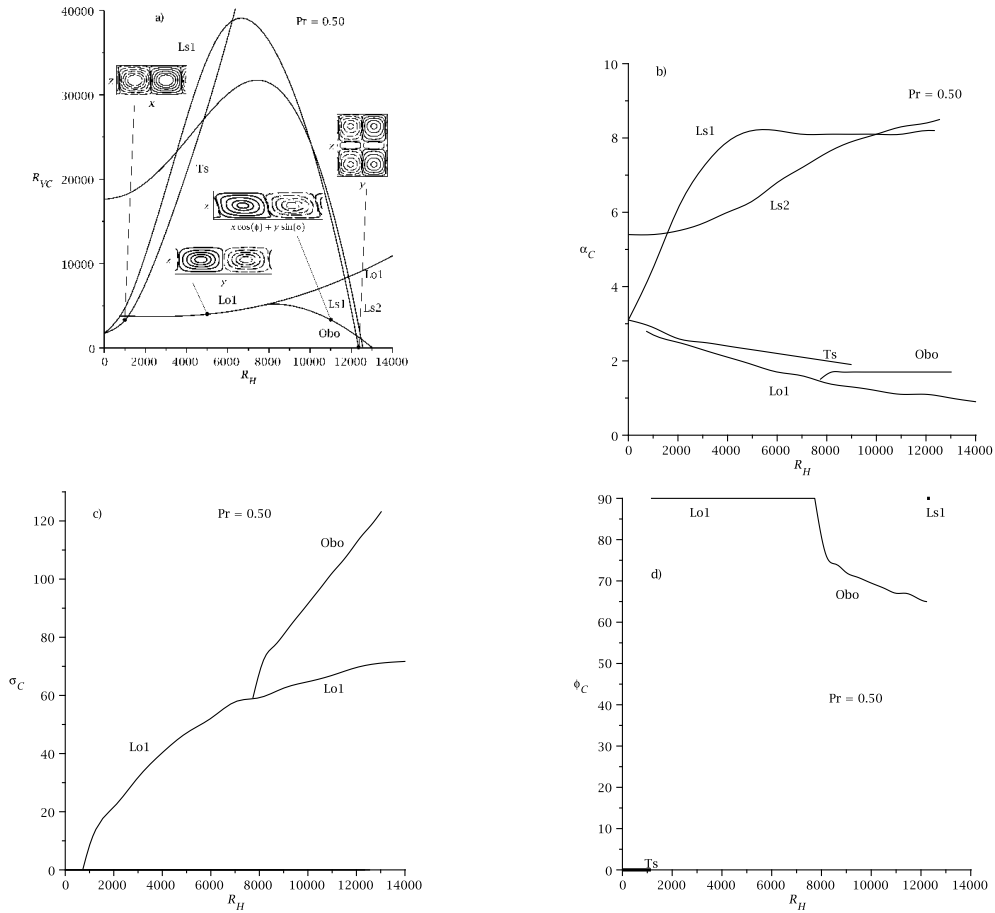 a)
Pr = 0.50
40000
30000
20000
10000
0
R_VC
Ls1
z
x
Ts
z
x cos(ϕ) + y sin(ϕ)
z
y
z
y
Lo1
Lo1
Ls1
Ls2
Obo
0 2000 4000 6000 8000 10000 12000 14000
R_H
b)
Pr = 0.50
10
8
6
4
2
0
α_C
Ls1
Ls2
Ts
Obo
Lo1
0 2000 4000 6000 8000 10000 12000 14000
R_H
c)
Pr = 0.50
120
100
80
60
40
20
0
σ_C
Obo
Lo1
Lo1
0 2000 4000 6000 8000 10000 12000 14000
R_H
90
80
70
60
50
40
30
20
10
0
ϕ_C
Lo1
Ls1
d)
Obo
Pr = 0.50
Ts
0 2000 4000 6000 8000 10000 12000 14000
R_H